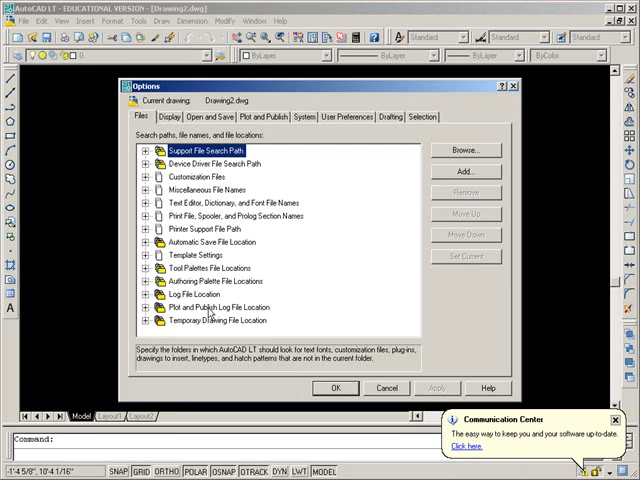 AutoCAD LT - EDUCATIONAL VERSION - [Drawing2.dwg]
File Edit View Insert Format Tools Draw Dimension Modify Window Help
Standard Standard Standard
0 ByLayer ByLayer ByLayer ByColor
Options
Current drawing: Drawing2.dwg
Files Display Open and Save Plot and Publish System User Preferences Drafting Selection
Search paths, file names, and file locations:
Support File Search Path
Device Driver File Search Path
Customization Files
Miscellaneous File Names
Text Editor, Dictionary, and Font File Names
Print File, Spooler, and Prolog Section Names
Printer Support File Path
Automatic Save File Location
Template Settings
Tool Palettes File Locations
Authoring Palette File Locations
Log File Location
Plot and Publish Log File Location
Temporary Drawing File Location
Browse...
Add...
Remove
Move Up
Move Down
Set Current
Specify the folders in which AutoCAD LT should look for text fonts, customization files, plug-ins,
drawings to insert, linetypes, and hatch patterns that are not in the current folder.
OK Cancel Apply Help
Model Layout1 Layout2
Communication Center
The easy way to keep you and your software up-to-date.
Click here.
Command:
-1'-4 5/8", 10'-4 1/16" SNAP GRID ORTHO POLAR OSNAP OTRACK DYN LWT MODEL